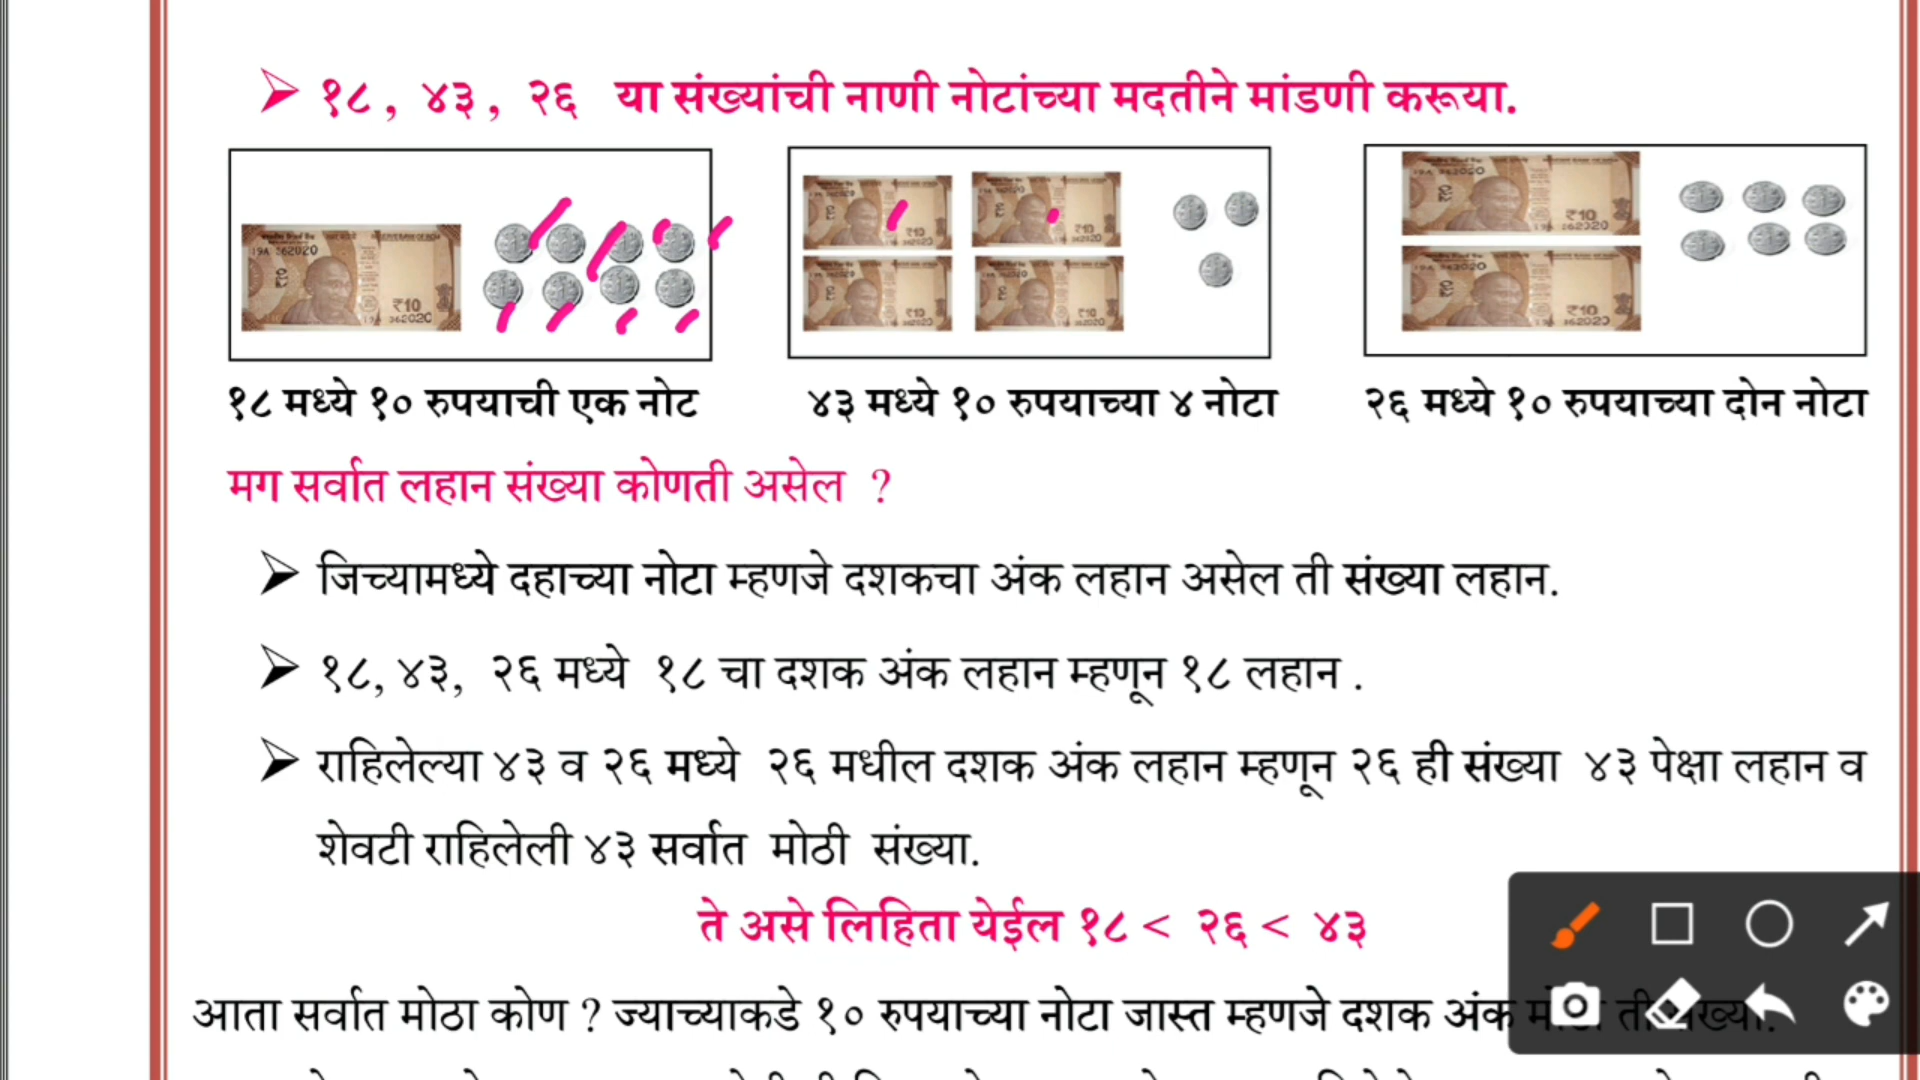 १८, ४३, २६ या संख्यांची नाणी नोटांच्या मदतीने मांडणी करूया.
१८ मध्ये १० रुपयाची एक नोट
४३ मध्ये १० रुपयाच्या ४ नोटा
२६ मध्ये १० रुपयाच्या दोन नोटा
मग सर्वात लहान संख्या कोणती असेल ?
जिच्यामध्ये दहाच्या नोटा म्हणजे दशकचा अंक लहान असेल ती संख्या लहान.
१८, ४३, २६ मध्ये १८ चा दशक अंक लहान म्हणून १८ लहान .
राहिलेल्या ४३ व २६ मध्ये २६ मधील दशक अंक लहान म्हणून २६ ही संख्या ४३ पेक्षा लहान व
शेवटी राहिलेली ४३ सर्वात मोठी संख्या.
ते असे लिहिता येईल १८ < २६ < ४३
आता सर्वात मोठा कोण ? ज्याच्याकडे १० रुपयाच्या नोटा जास्त म्हणजे दशक अंक